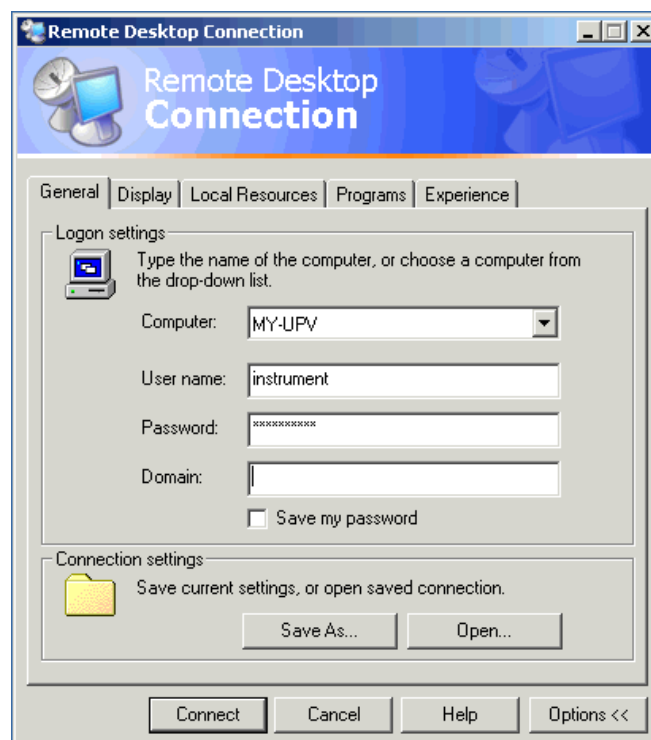 Remote Desktop Connection
Remote Desktop
Connection
General Display Local Resources Programs Experience
Logon settings
Type the name of the computer, or choose a computer from
the drop-down list.
Computer: MY-UPV
User name: instrument
Password: **********
Domain:
Save my password
Connection settings
Save current settings, or open saved connection.
Save As... Open...
Connect Cancel Help Options <<